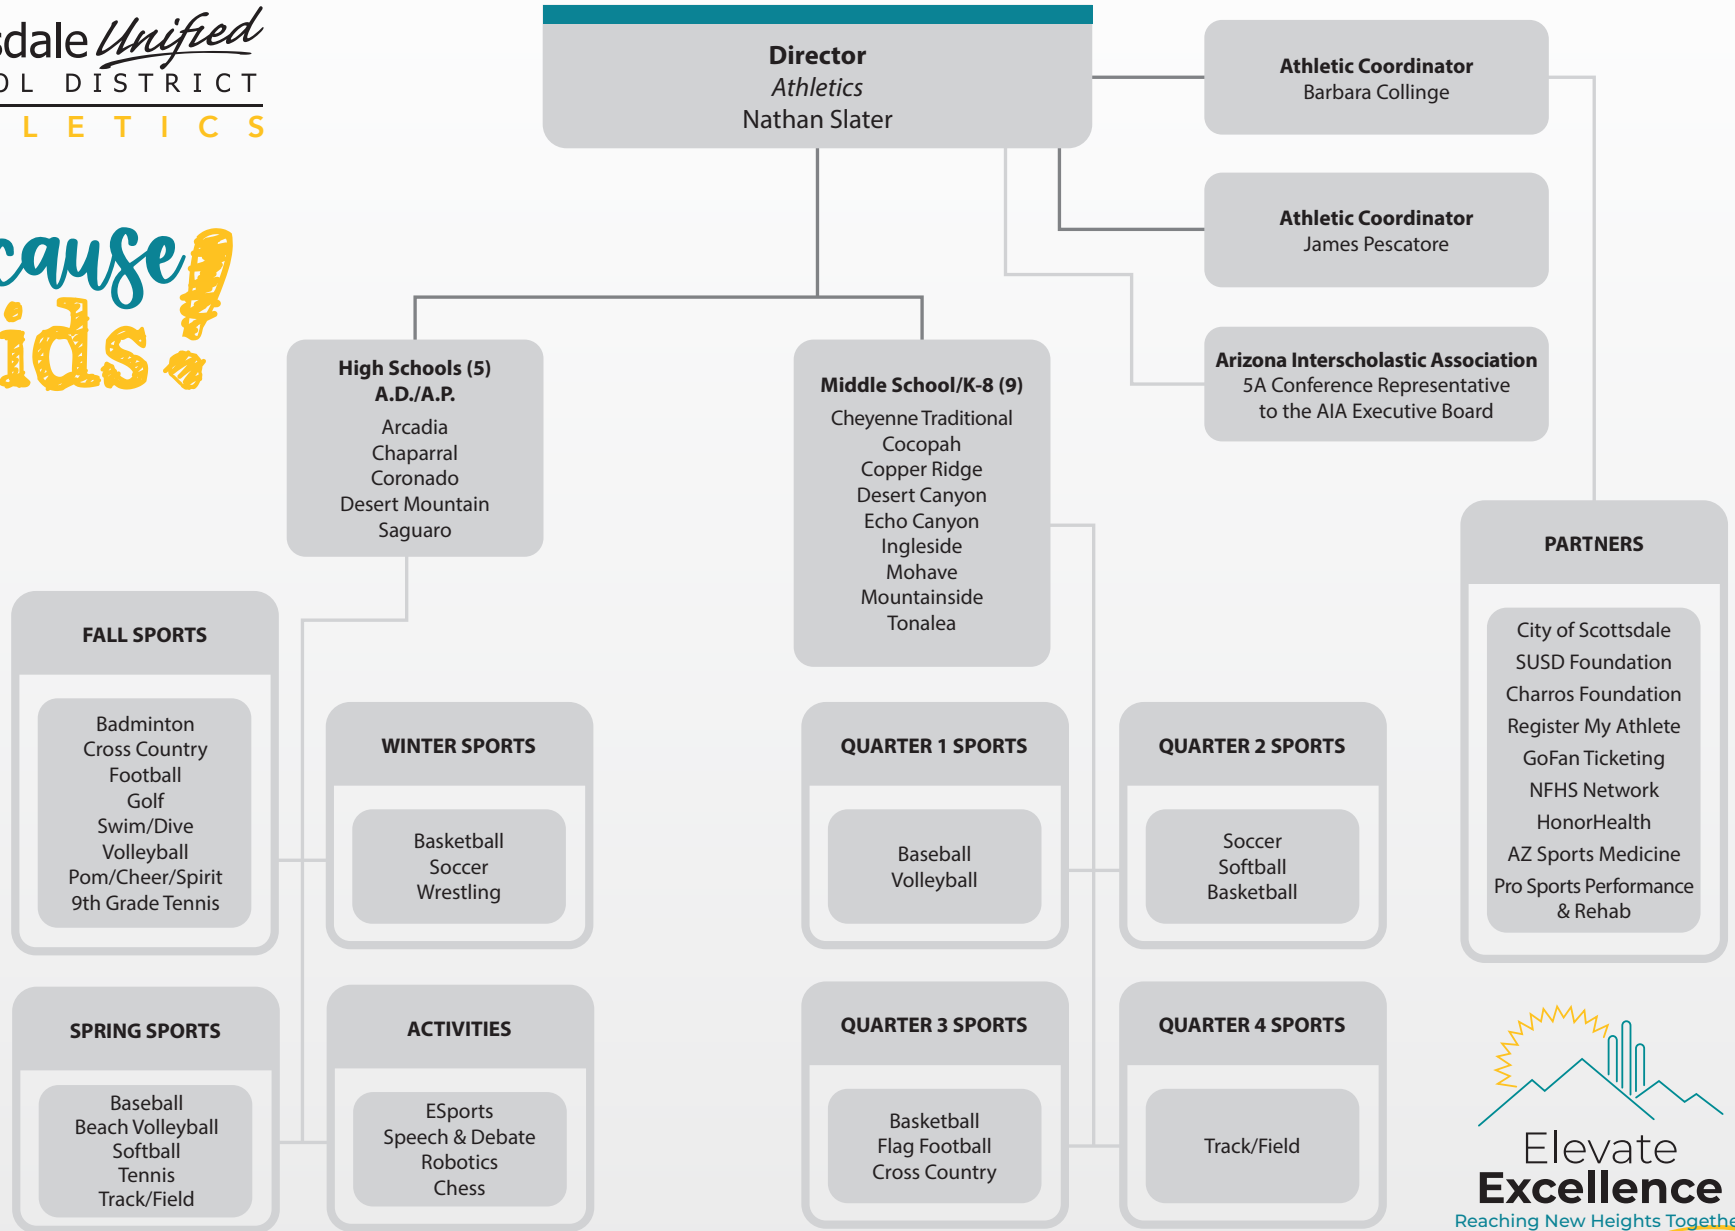 Unified
DISTRICT
Director
Athletics
Nathan Slater
Athletic Coordinator
Barbara Collinge
Athletic Coordinator
James Pescatore
Arizona Interscholastic Association
5A Conference Representative
to the AIA Executive Board
High Schools (5)
A.D./A.P.
Arcadia
Chaparral
Coronado
Desert Mountain
Saguaro
Middle School/K-8 (9)
Cheyenne Traditional
Cocopah
Copper Ridge
Desert Canyon
Echo Canyon
Ingleside
Mohave
Mountainside
Tonalea
FALL SPORTS
Badminton
Cross Country
Football
Golf
Swim/Dive
Volleyball
Pom/Cheer/Spirit
9th Grade Tennis
WINTER SPORTS
Basketball
Soccer
Wrestling
SPRING SPORTS
Baseball
Beach Volleyball
Softball
Tennis
Track/Field
ACTIVITIES
ESports
Speech & Debate
Robotics
Chess
QUARTER 1 SPORTS
Baseball
Volleyball
QUARTER 2 SPORTS
Soccer
Softball
Basketball
QUARTER 3 SPORTS
Basketball
Flag Football
Cross Country
QUARTER 4 SPORTS
Track/Field
PARTNERS
City of Scottsdale
SUSD Foundation
Charros Foundation
Register My Athlete
GoFan Ticketing
NFHS Network
HonorHealth
AZ Sports Medicine
Pro Sports Performance
& Rehab
Elevate
Excellence
Reaching New Heights